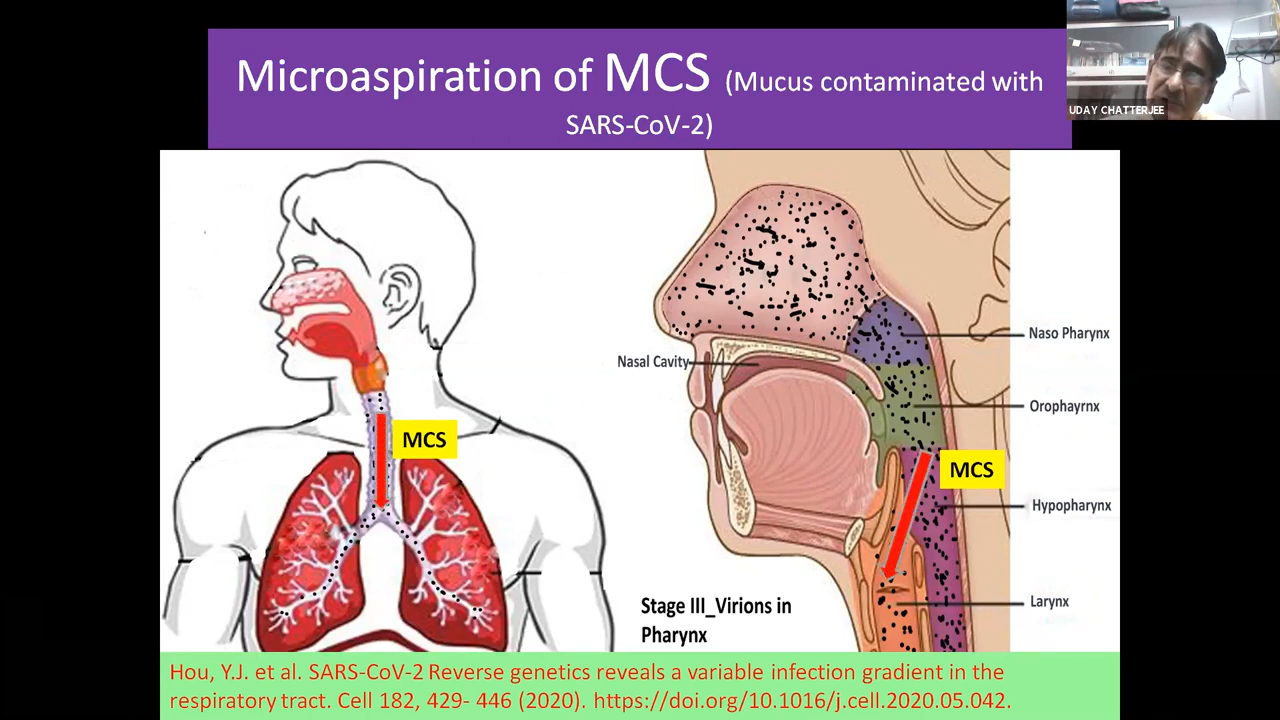 Microaspiration of MCS (Mucus contaminated with
SARS-CoV-2)
UDAY CHATTERJEE
Naso Pharynx
Nasal Cavity
Orophayrnx
MCS
MCS
Hypopharynx
Larynx
Stage III_Virions in
Pharynx
Hou, Y.J. et al. SARS-CoV-2 Reverse genetics reveals a variable infection gradient in the
respiratory tract. Cell 182, 429- 446 (2020). https://doi.org/10.1016/j.cell.2020.05.042.